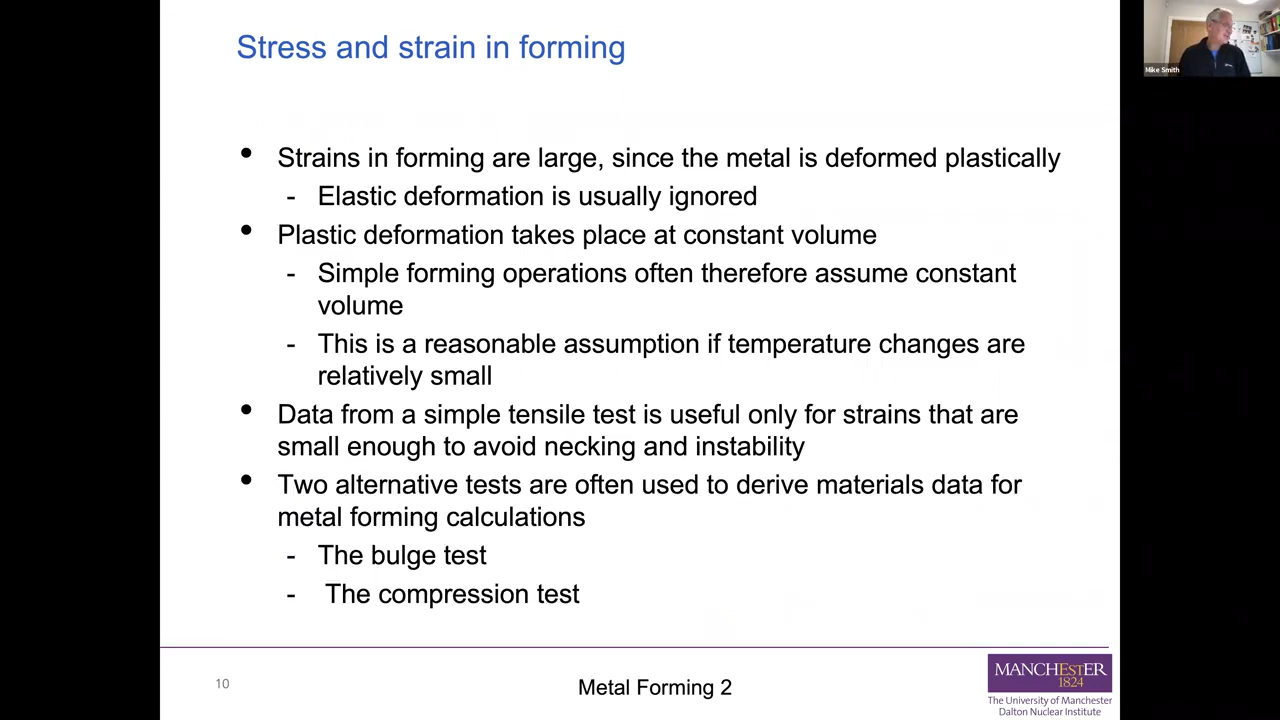 Stress and strain in forming
Mike Smith
• Strains in forming are large, since the metal is deformed plastically
- Elastic deformation is usually ignored
• Plastic deformation takes place at constant volume
- Simple forming operations often therefore assume constant
volume
- This is a reasonable assumption if temperature changes are
relatively small
• Data from a simple tensile test is useful only for strains that are
small enough to avoid necking and instability
• Two alternative tests are often used to derive materials data for
metal forming calculations
- The bulge test
- The compression test
10
Metal Forming 2
MANCHESTER
1824
The University of Manchester
Dalton Nuclear Institute